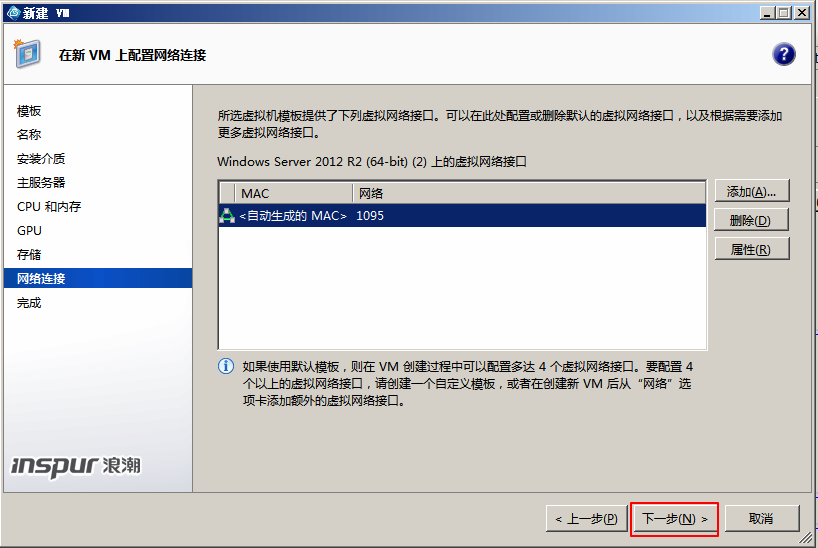 新建 VM
在新 VM 上配置网络连接
?
模板
名称
安装介质
主服务器
CPU 和内存
GPU
存储
网络连接
完成
inspur 浪潮
所选虚拟机模板提供了下列虚拟网络接口。可以在此处配置或删除默认的虚拟网络接口，以及根据需要添加
更多虚拟网络接口。
Windows Server 2012 R2 (64-bit) (2) 上的虚拟网络接口
MAC 网络
<自动生成的 MAC> 1095
添加(A)...
删除(D)
属性(R)
如果使用默认模板，则在 VM 创建过程中可以配置多达 4 个虚拟网络接口。要配置 4
个以上的虚拟网络接口，请创建一个自定义模板，或者在创建新 VM 后从“网络”选
项卡添加额外的虚拟网络接口。
< 上一步(P) 下一步(N) > 取消